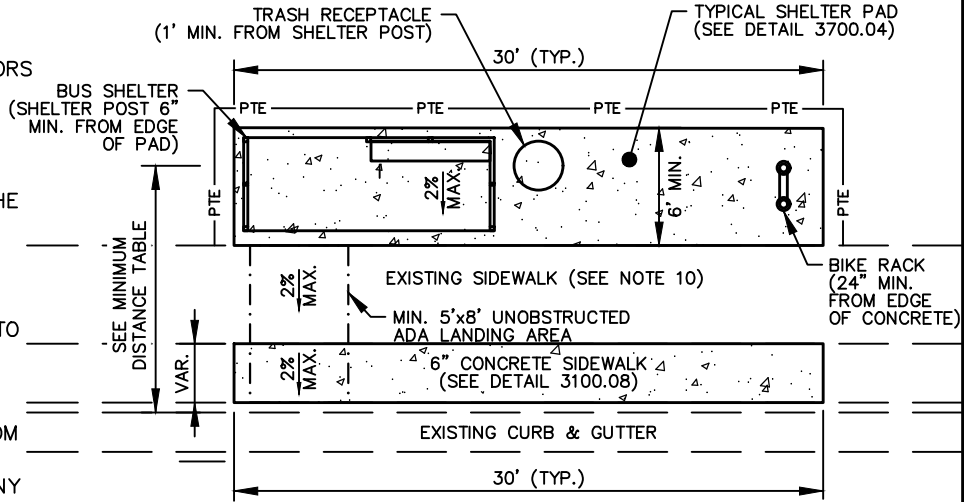 TRASH RECEPTACLE
(1' MIN. FROM SHELTER POST)
TYPICAL SHELTER PAD
(SEE DETAIL 3700.04)
30' (TYP.)
ORS
BUS SHELTER
(SHELTER POST 6"
MIN. FROM EDGE
OF PAD)
PTE
PTE
PTE
PTE
PTE
PTE
2%
MAX.
6' MIN.
HE
SEE MINIMUM
DISTANCE TABLE
2%
MAX.
EXISTING SIDEWALK (SEE NOTE 10)
BIKE RACK
(24" MIN.
FROM EDGE
OF CONCRETE)
MIN. 5'x8' UNOBSTRUCTED
ADA LANDING AREA
TO
VAR.
2%
MAX.
6" CONCRETE SIDEWALK
(SEE DETAIL 3100.08)
OM
EXISTING CURB & GUTTER
30' (TYP.)
NY